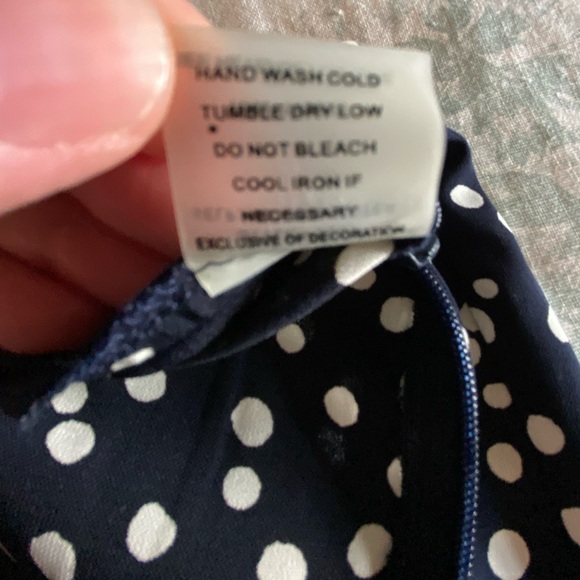 HAND WASH COLD
TUMBLE DRY LOW
DO NOT BLEACH
COOL IRON IF
NECESSARY
EXCLUSIVE OF DECORATION